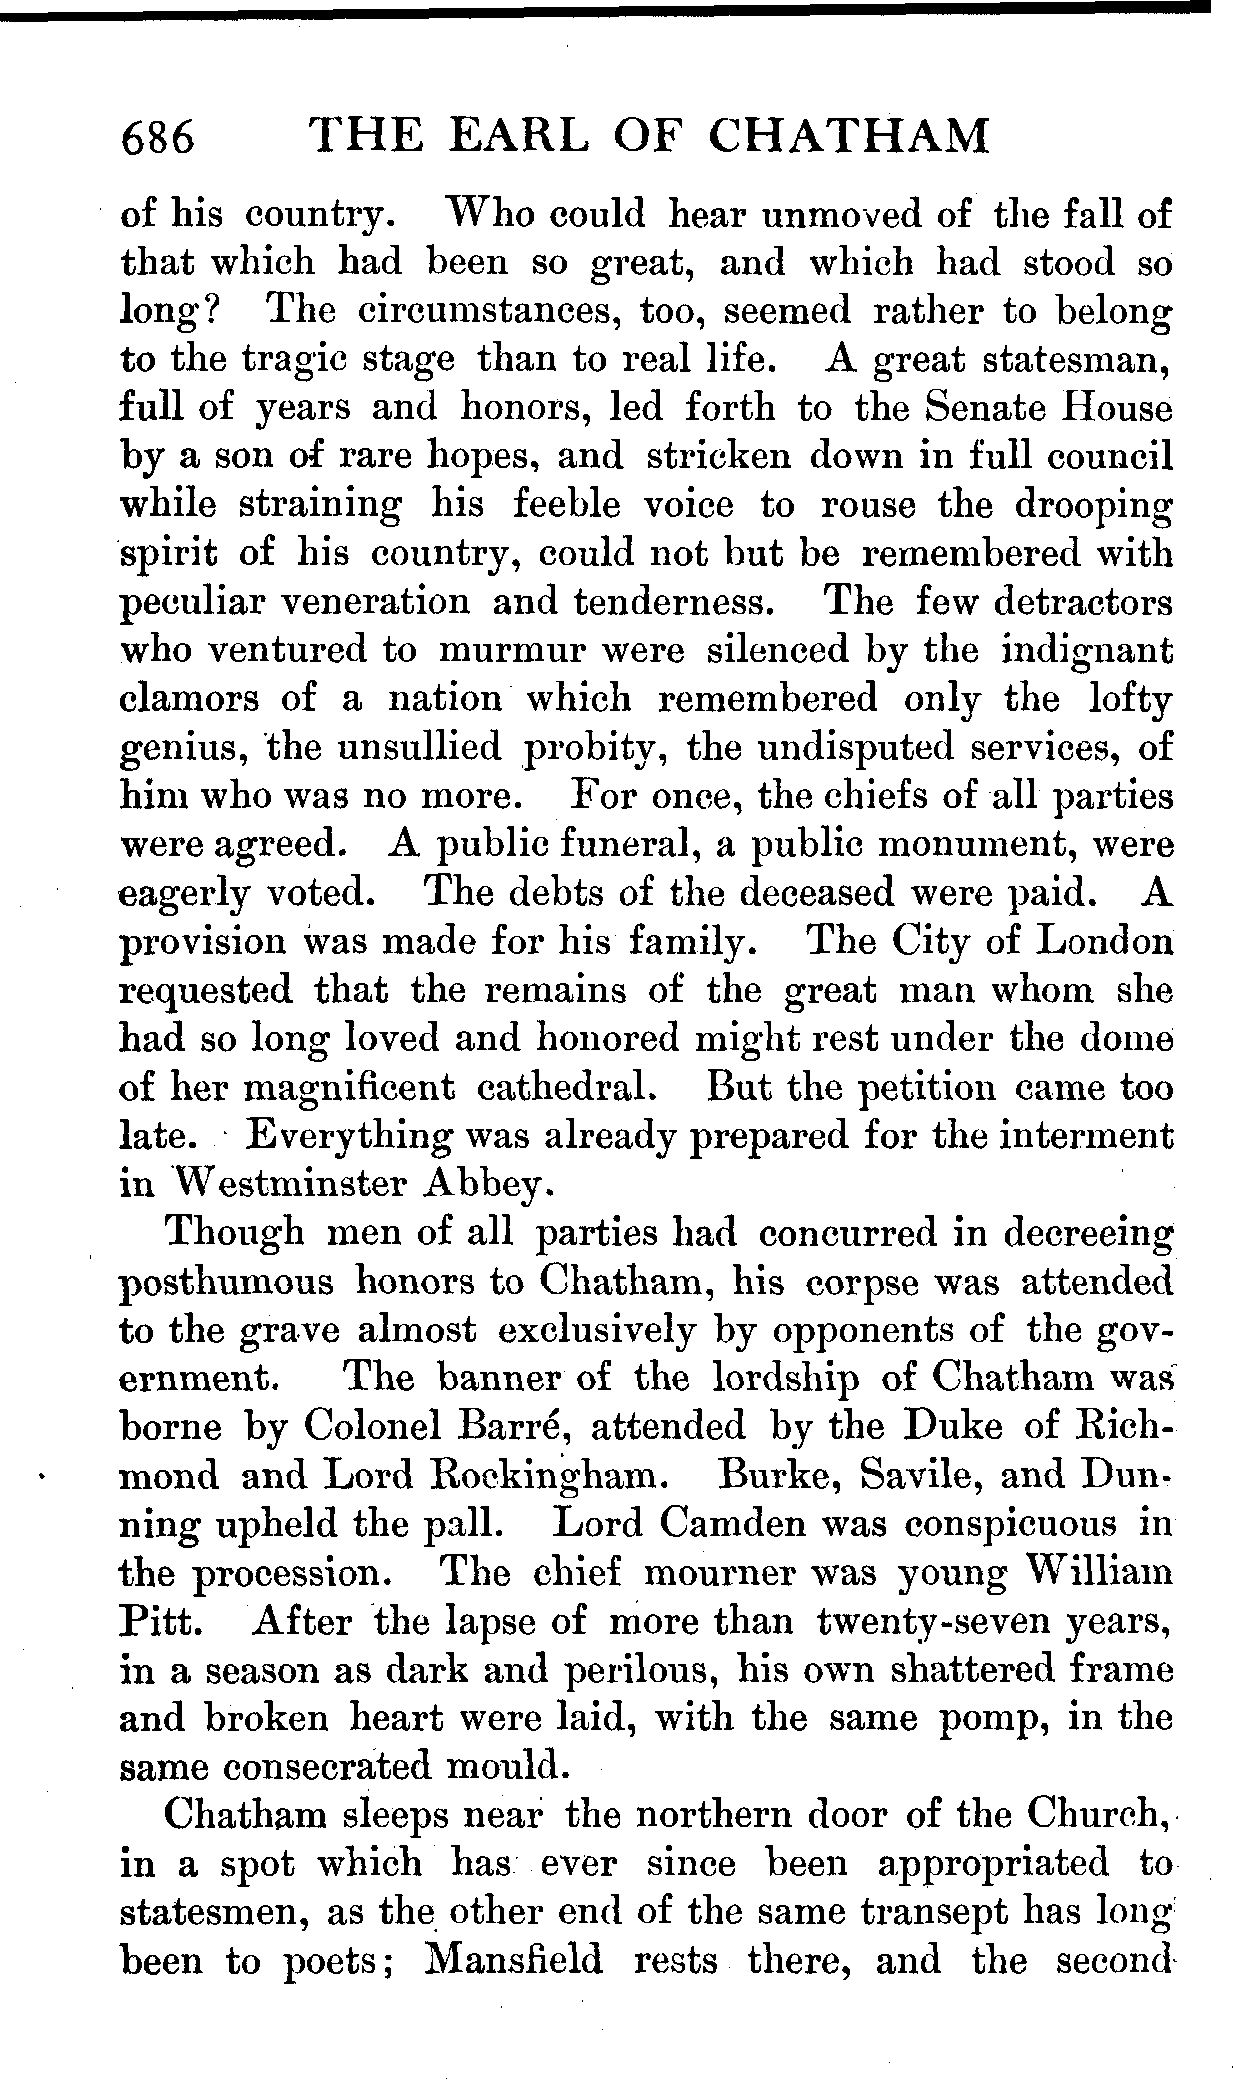 686 THE EARL OF CHATHAM
of his country. Who could hear unmoved of the fall of
that which had been so great, and which had stood so
long? The circumstances, too, seemed rather to belong
to the tragic stage than to real life. A great statesman,
full of years and honors, led forth to the Senate House
by a son of rare hopes, and stricken down in full council
while straining his feeble voice to rouse the drooping
spirit of his country, could not but be remembered with
peculiar veneration and tenderness. The few detractors
who ventured to murmur were silenced by the indignant
clamors of a nation which remembered only the lofty
genius, the unsullied probity, the undisputed services, of
him who was no more. For once, the chiefs of all parties
were agreed. A public funeral, a public monument, were
eagerly voted. The debts of the deceased were paid. A
provision was made for his family. The City of London
requested that the remains of the great man whom she
had so long loved and honored might rest under the dome
of her magnificent cathedral. But the petition came too
late. Everything was already prepared for the interment
in Westminster Abbey.
Though men of all parties had concurred in decreeing
posthumous honors to Chatham, his corpse was attended
to the grave almost exclusively by opponents of the gov-
ernment. The banner of the lordship of Chatham was
borne by Colonel Barré, attended by the Duke of Rich-
mond and Lord Rockingham. Burke, Savile, and Dun-
ning upheld the pall. Lord Camden was conspicuous in
the procession. The chief mourner was young William
Pitt. After the lapse of more than twenty-seven years,
in a season as dark and perilous, his own shattered frame
and broken heart were laid, with the same pomp, in the
same consecrated mould.
Chatham sleeps near the northern door of the Church,
in a spot which has ever since been appropriated to
statesmen, as the other end of the same transept has long
been to poets; Mansfield rests there, and the second